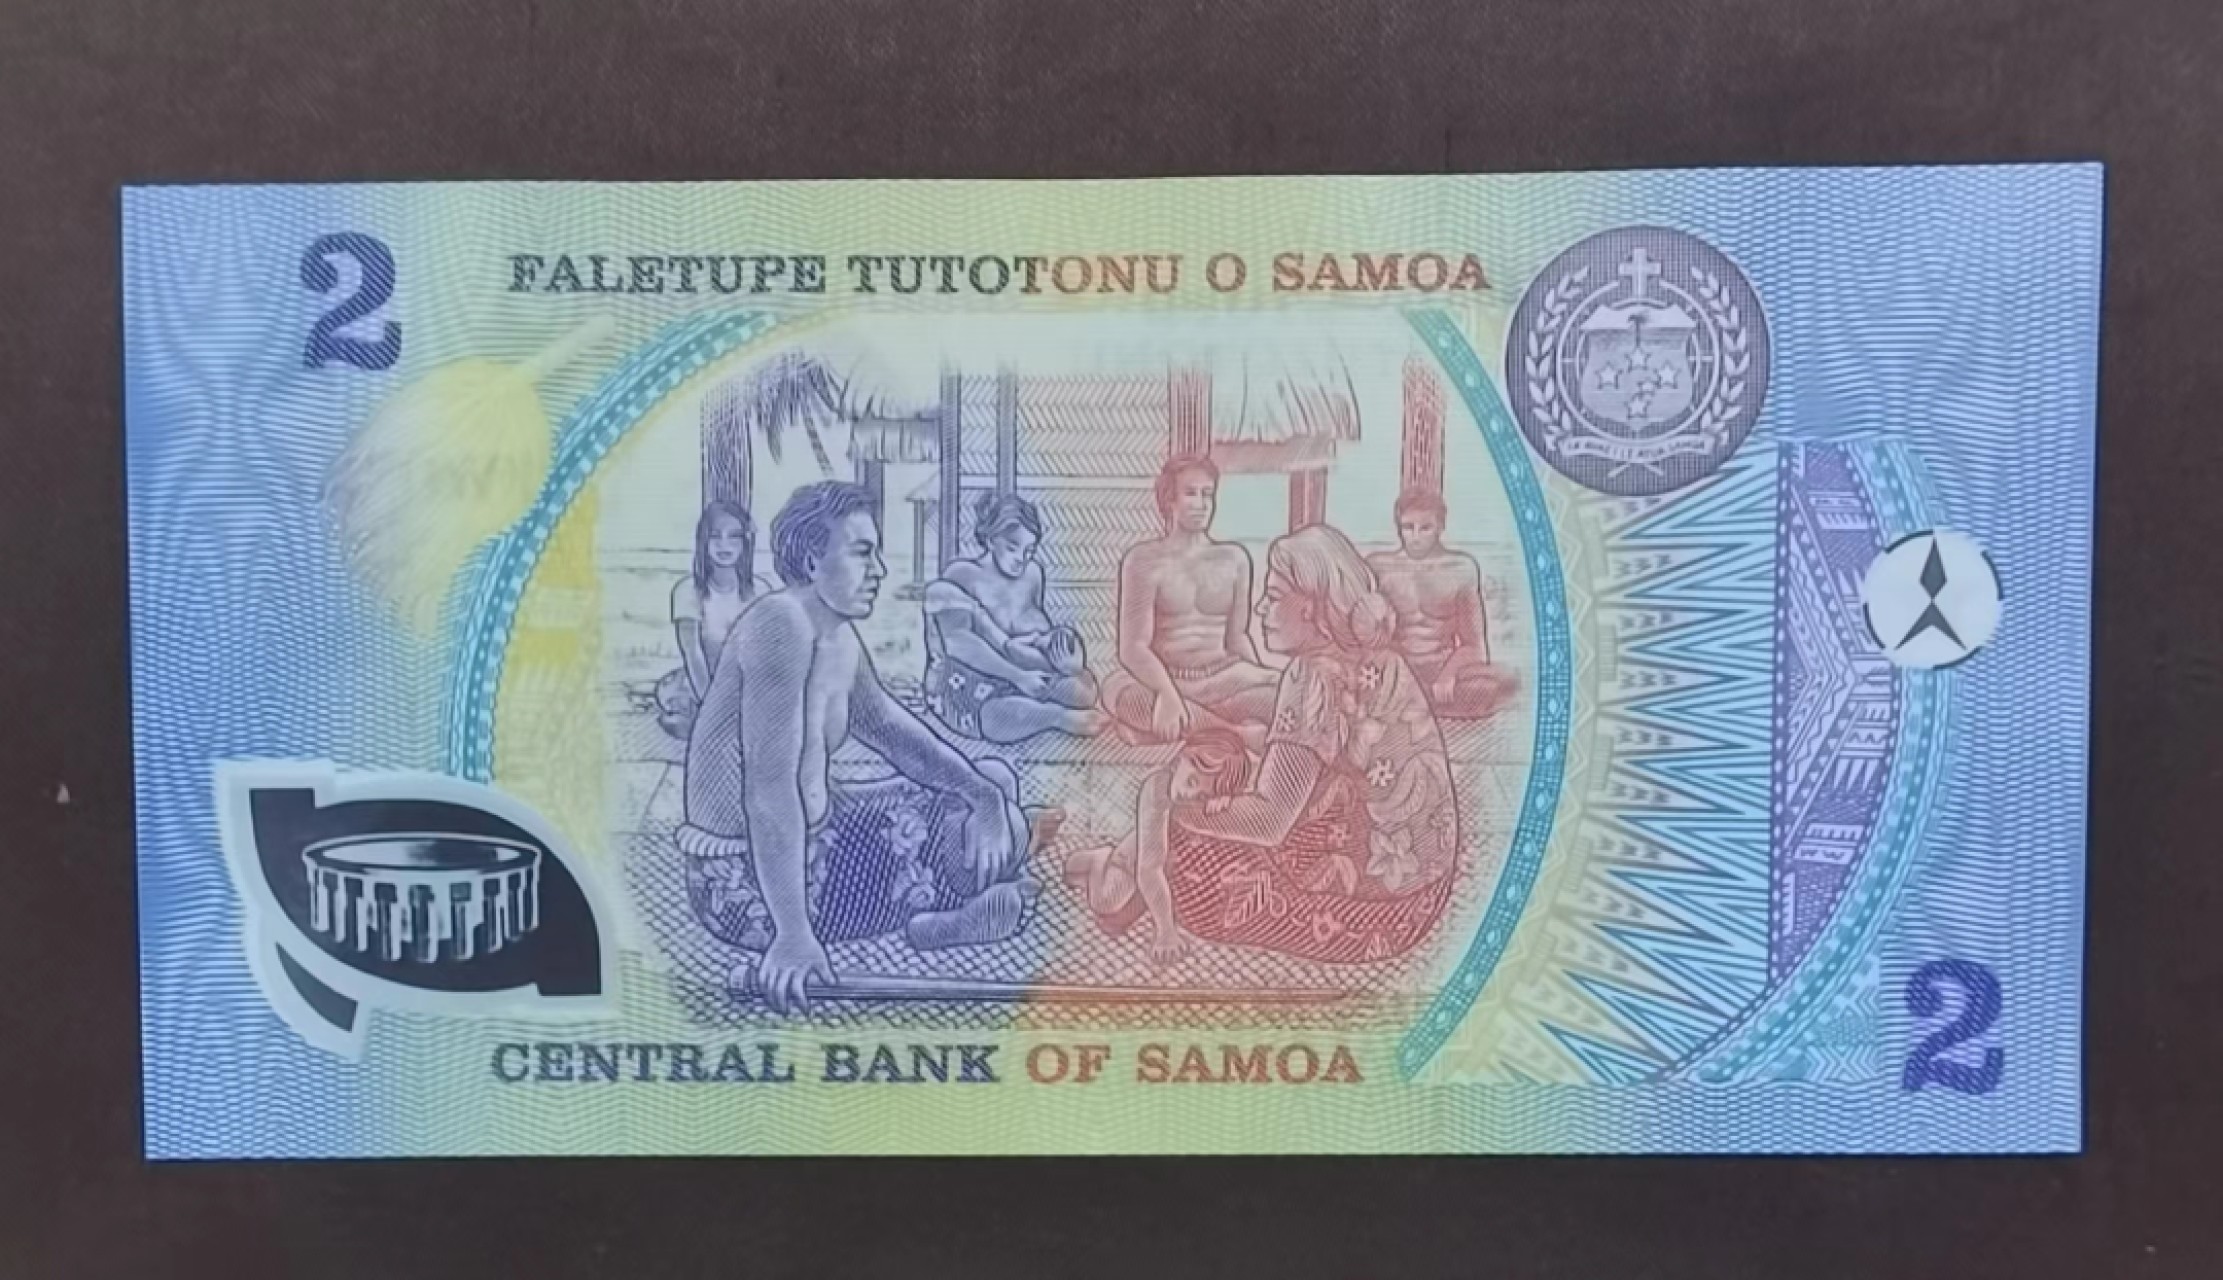 2
FALETUPE TUTOTONU O SAMOA
CENTRAL BANK OF SAMOA
2